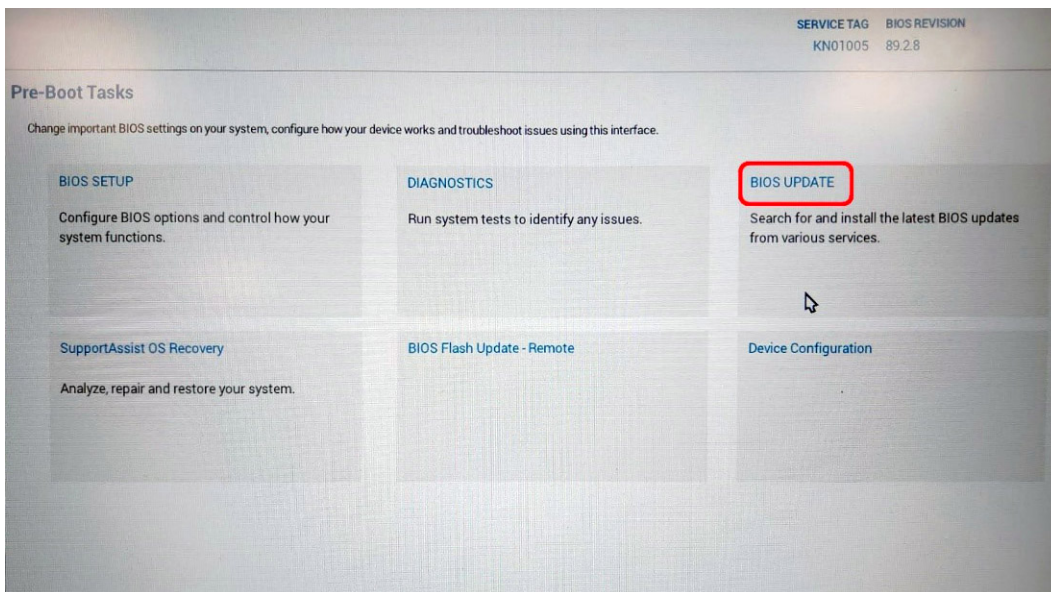 SERVICE TAG BIOS REVISION
KN01005 89.2.8
Pre-Boot Tasks
Change important BIOS settings on your system, configure how your device works and troubleshoot issues using this interface.
BIOS SETUP
Configure BIOS options and control how your
system functions.
DIAGNOSTICS
Run system tests to identify any issues.
BIOS UPDATE
Search for and install the latest BIOS updates
from various services.
SupportAssist OS Recovery
Analyze, repair and restore your system.
BIOS Flash Update - Remote
Device Configuration